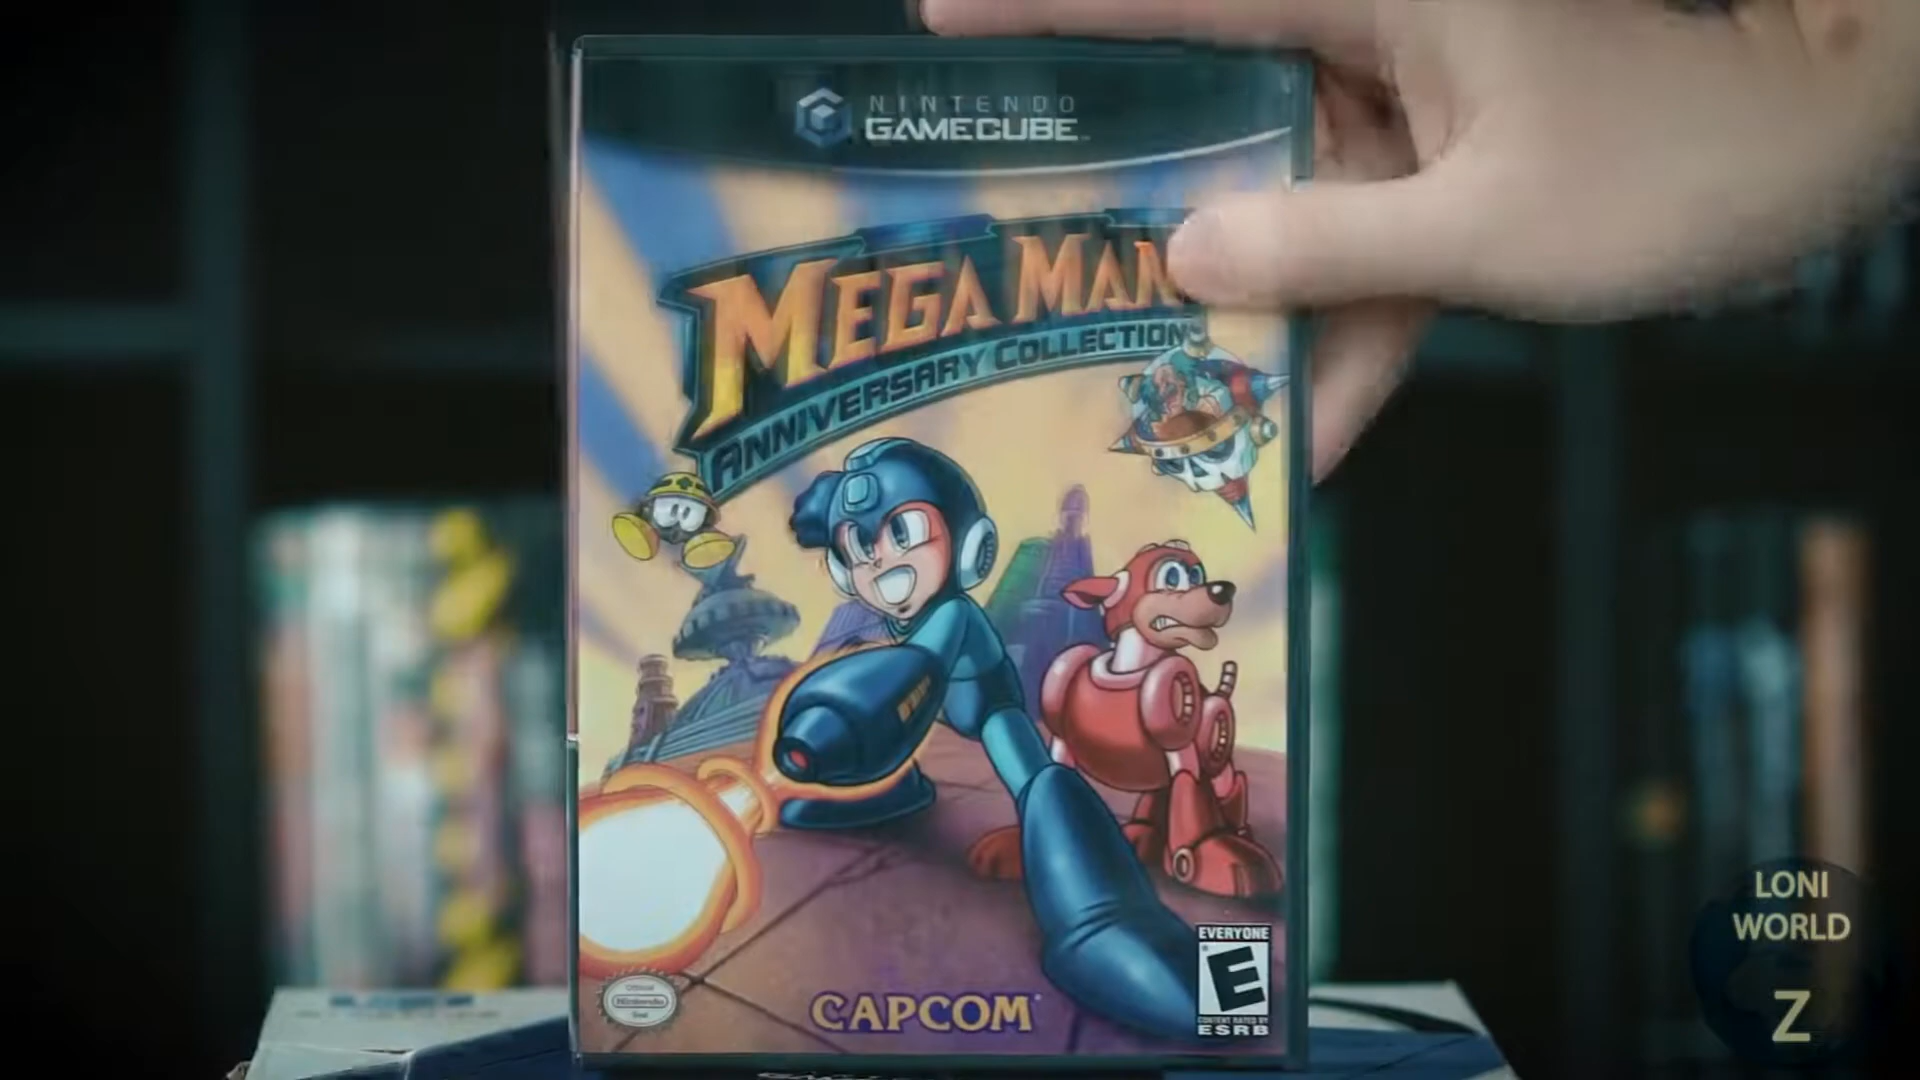 NINTENDO
GAMECUBE
MEGA MAN
ANNIVERSARY COLLECTION
EVERYONE
E
CONTENT RATED BY
ESRB
Official
Nintendo
Seal
CAPCOM
LONI
WORLD
Z